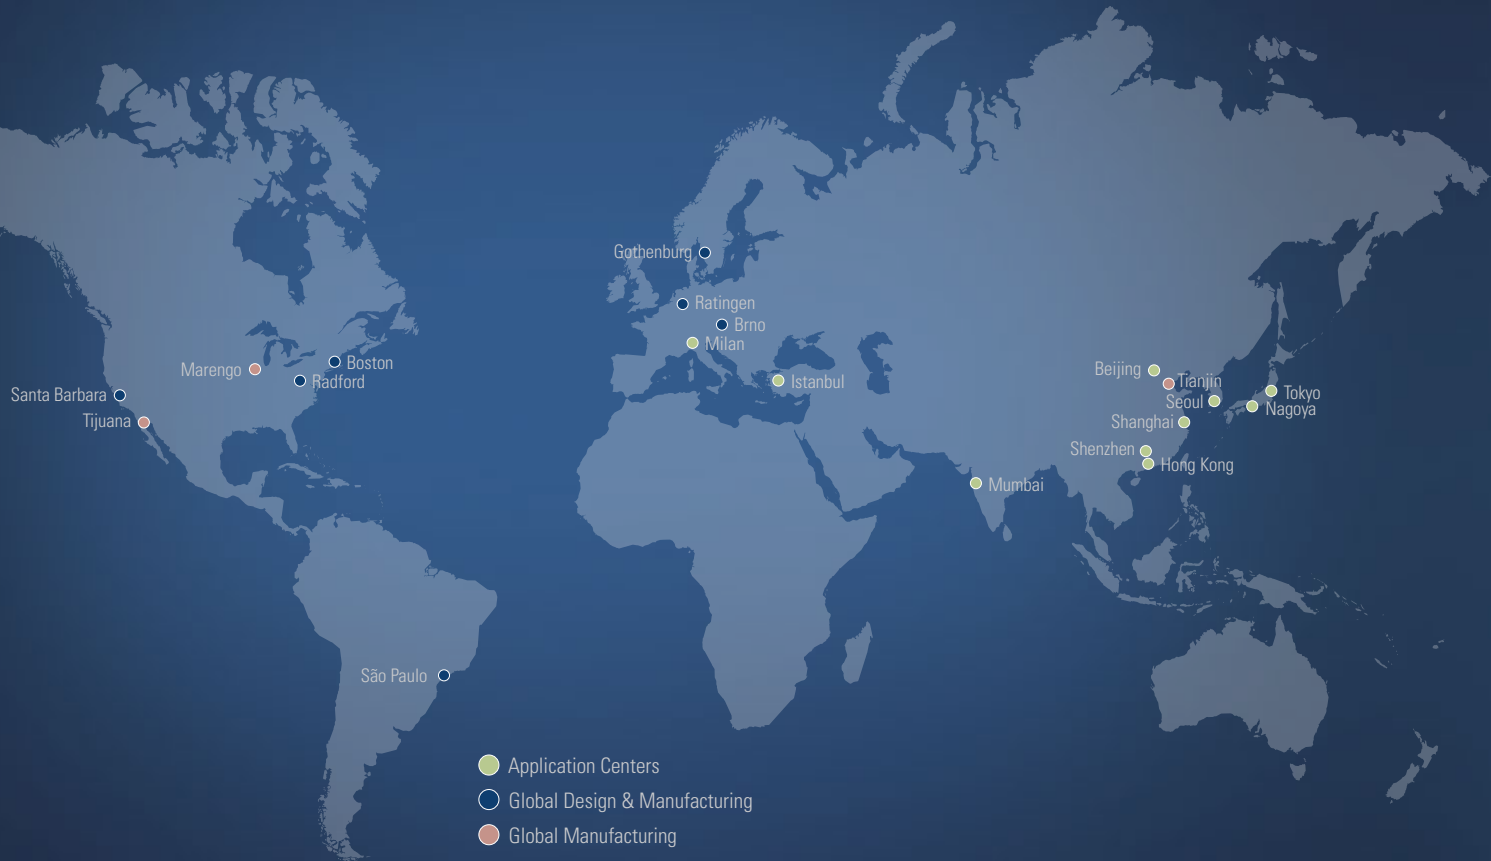 Gothenburg
Ratingen
Brno
Milan
Istanbul
Marengo
Boston
Radford
Santa Barbara
Tijuana
Beijing
Tianjin
Seoul
Tokyo
Nagoya
Shanghai
Shenzhen
Hong Kong
Mumbai
São Paulo
Application Centers
Global Design & Manufacturing
Global Manufacturing